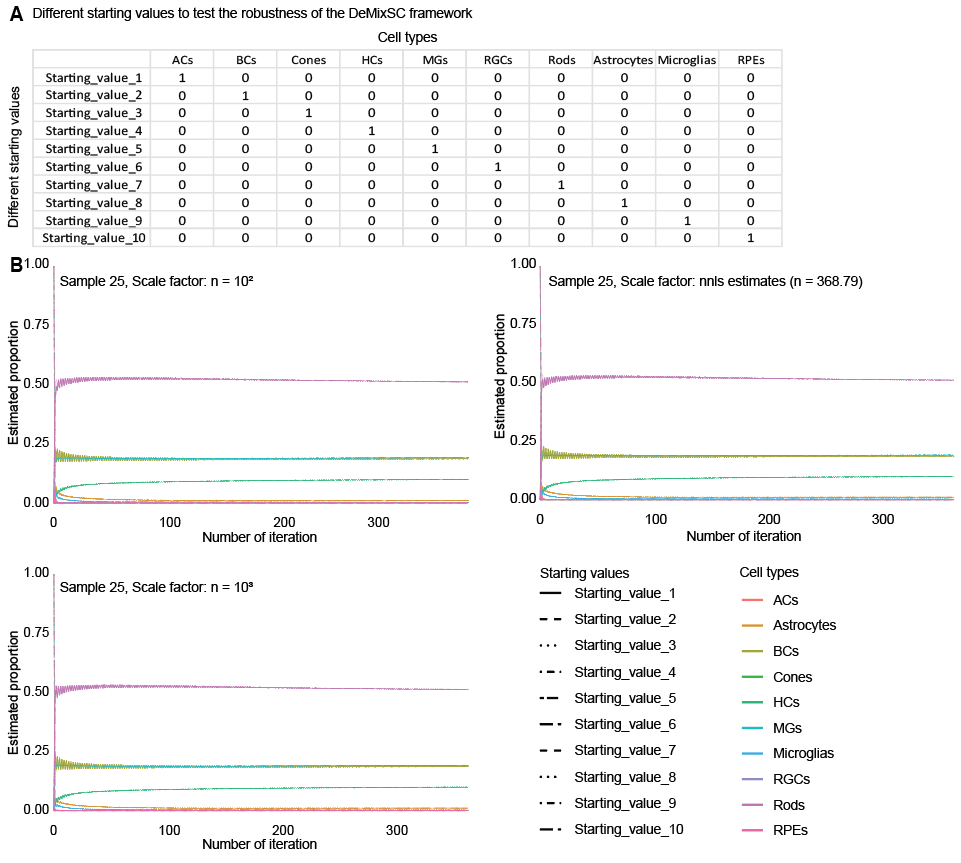 A Different starting values to test the robustness of the DeMixSC framework
Cell types
Different starting values
ACs BCs Cones HCs MGs RGCs Rods Astrocytes Microglias RPEs
Starting_value_1 1 0 0 0 0 0 0 0 0 0
Starting_value_2 0 1 0 0 0 0 0 0 0 0
Starting_value_3 0 0 1 0 0 0 0 0 0 0
Starting_value_4 0 0 0 1 0 0 0 0 0 0
Starting_value_5 0 0 0 0 1 0 0 0 0 0
Starting_value_6 0 0 0 0 0 1 0 0 0 0
Starting_value_7 0 0 0 0 0 0 1 0 0 0
Starting_value_8 0 0 0 0 0 0 0 1 0 0
Starting_value_9 0 0 0 0 0 0 0 0 1 0
Starting_value_10 0 0 0 0 0 0 0 0 0 1
B
Sample 25, Scale factor: n = 10²
Estimated proportion
1.00
0.75
0.50
0.25
0.00
0 100 200 300
Number of iteration
Sample 25, Scale factor: nnls estimates (n = 368.79)
Estimated proportion
1.00
0.75
0.50
0.25
0.00
0 100 200 300
Number of iteration
Sample 25, Scale factor: n = 10³
Estimated proportion
1.00
0.75
0.50
0.25
0.00
0 100 200 300
Number of iteration
Starting values
Starting_value_1
Starting_value_2
Starting_value_3
Starting_value_4
Starting_value_5
Starting_value_6
Starting_value_7
Starting_value_8
Starting_value_9
Starting_value_10
Cell types
ACs
Astrocytes
BCs
Cones
HCs
MGs
Microglias
RGCs
Rods
RPEs